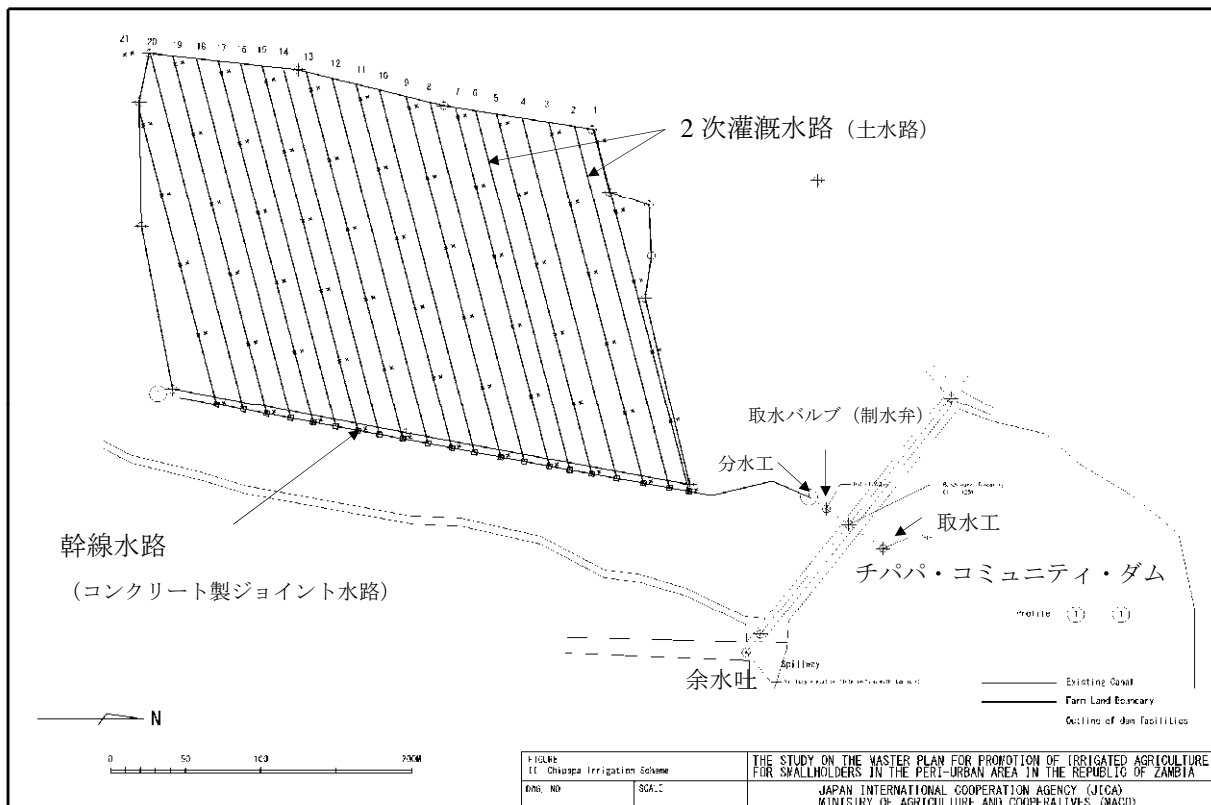 21 20 19 18 17 16 15 14 13 12 11 10 9 8 7 6 5 4 3 2 1
2次灌漑水路（土水路）
取水バルブ（制水弁）
分水工
取水工
幹線水路
（コンクリート製ジョイント水路）
チパパ・コミュニティ・ダム
Profile 1 1
Spillway
余水吐
Existing Canal
Farm Land Boundary
Outline of dam facilities
N
0 50 100 200M
FIGURE
II Chipapa Irrigation Scheme
DWG. NO
SCALE
THE STUDY ON THE MASTER PLAN FOR PROMOTION OF IRRIGATED AGRICULTURE
FOR SMALLHOLDERS IN THE PERI-URBAN AREA IN THE REPUBLIC OF ZAMBIA
JAPAN INTERNATIONAL COOPERATION AGENCY (JICA)
MINISTRY OF AGRICULTURE AND COOPERATIVES (MACO)